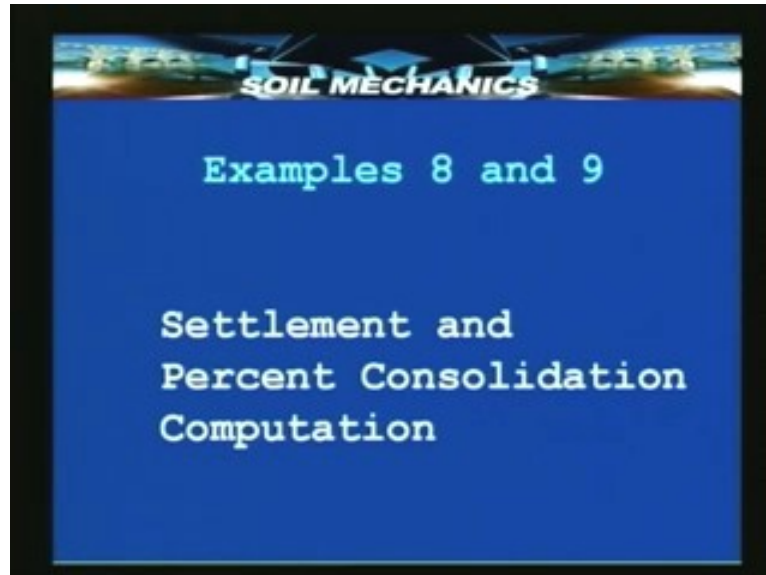 SOIL MECHANICS
Examples 8 and 9
Settlement and
Percent Consolidation
Computation